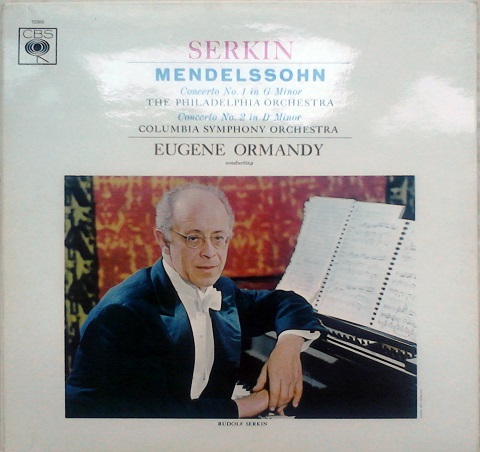 CBS
SERKIN
MENDELSSOHN
Concerto No. 1 in G Minor
THE PHILADELPHIA ORCHESTRA
Concerto No. 2 in D Minor
COLUMBIA SYMPHONY ORCHESTRA
EUGENE ORMANDY
conducting
RUDOLF SERKIN